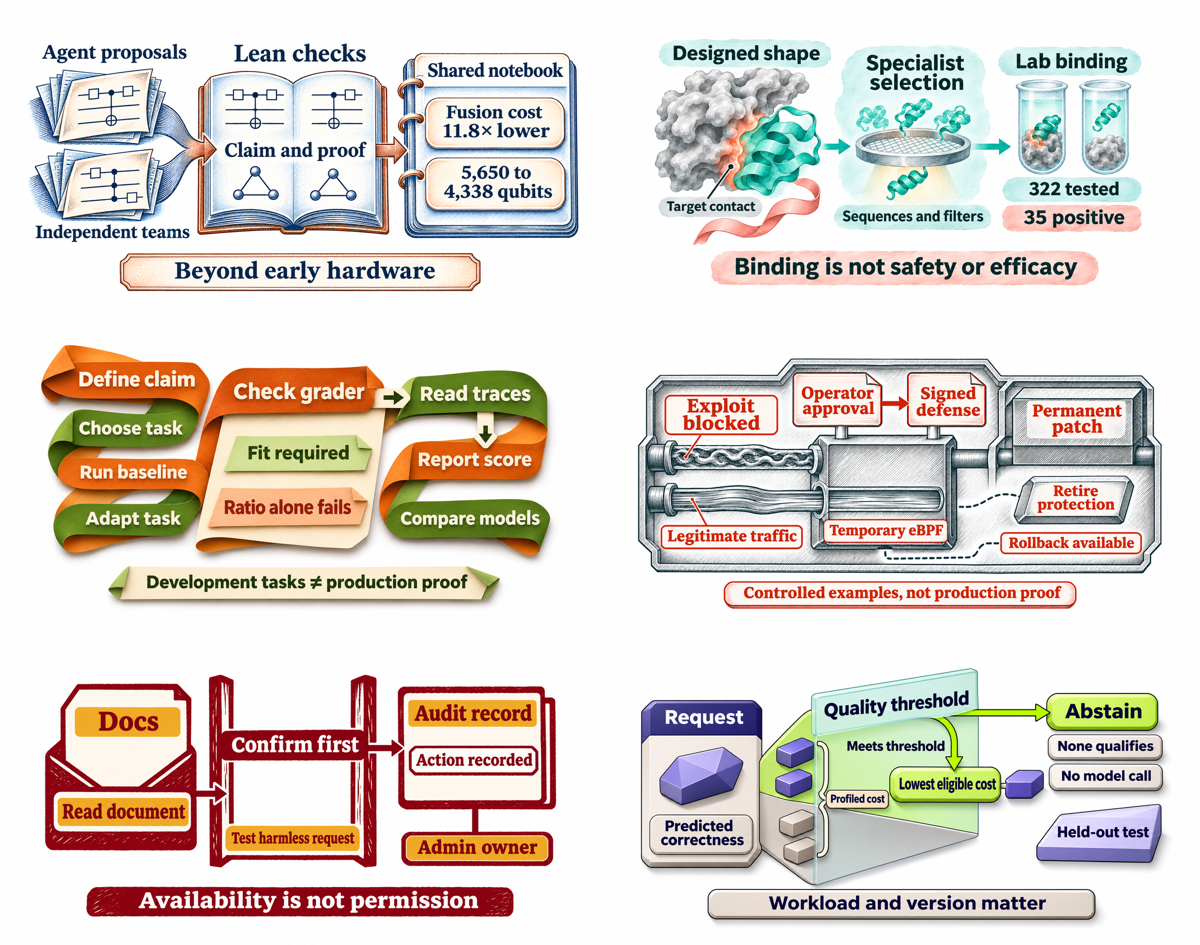 Agent proposals
Lean checks
Shared notebook
Fusion cost
11.8× lower
Claim and proof
5,650 to
4,338 qubits
Independent teams
Beyond early hardware
Designed shape
Specialist
selection
Lab binding
Target contact
Sequences and filters
322 tested
35 positive
Binding is not safety or efficacy
Define claim
Choose task
Run baseline
Adapt task
Check grader
Fit required
Ratio alone fails
Read traces
Report score
Compare models
Development tasks ≠ production proof
Exploit
blocked
Operator
approval
Signed
defense
Permanent
patch
Legitimate traffic
Temporary eBPF
Retire
protection
Rollback available
Controlled examples, not production proof
Docs
Read document
Confirm first
Test harmless request
Audit record
Action recorded
Admin owner
Availability is not permission
Request
Predicted
correctness
Quality threshold
Meets threshold
Profiled cost
Lowest eligible cost
Abstain
None qualifies
No model call
Held-out test
Workload and version matter